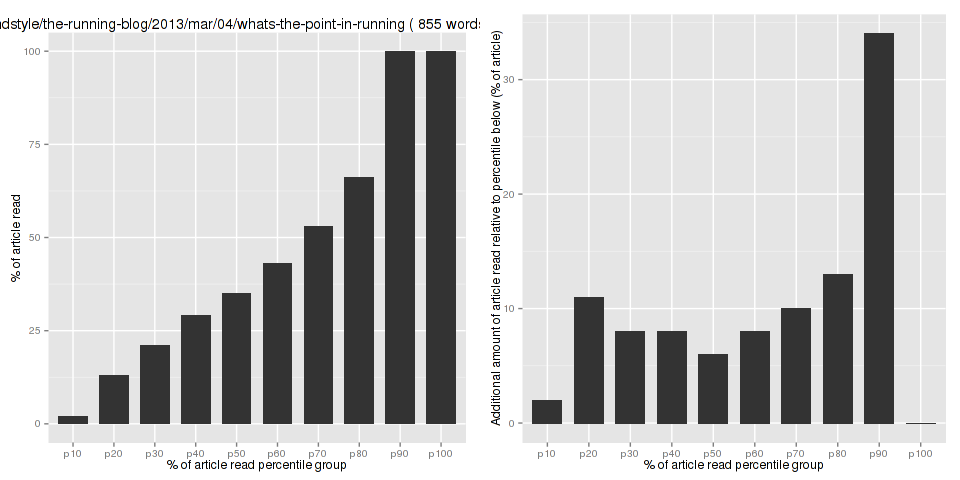 dstyle/the-running-blog/2013/mar/04/whats-the-point-in-running ( 855 words
% of article read
100
75
50
25
0
p10 p20 p30 p40 p50 p60 p70 p80 p90 p100
% of article read percentile group
Additional amount of article read relative to percentile below (% of article)
30
20
10
0
p10 p20 p30 p40 p50 p60 p70 p80 p90 p100
% of article read percentile group